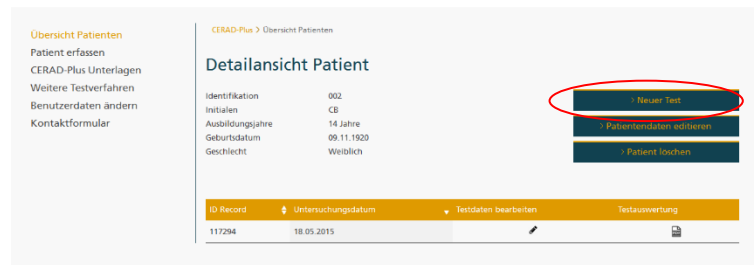 CERAD-Plus > Übersicht Patienten
Übersicht Patienten
Patient erfassen
CERAD-Plus Unterlagen
Weitere Testverfahren
Benutzerdaten ändern
Kontaktformular
Detailansicht Patient
Identifikation 002
Initialen CB
Ausbildungsjahre 14 Jahre
Geburtsdatum 09.11.1920
Geschlecht Weiblich
> Neuer Test
> Patientendaten editieren
> Patient löschen
ID Record Untersuchungsdatum Testdaten bearbeiten Testauswertung
117294 18.05.2015